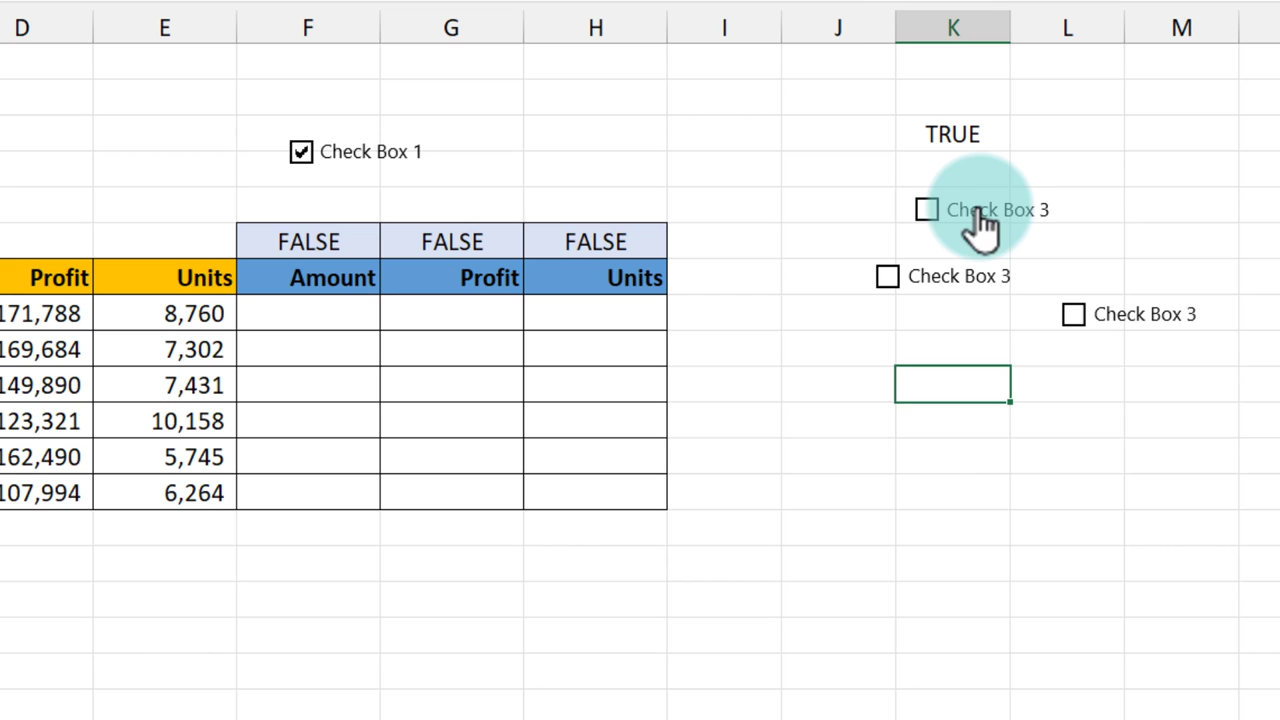 D E F G H I J K L M
TRUE
Check Box 1
Check Box 3
FALSE FALSE FALSE
Profit Units Amount Profit Units
Check Box 3
171,788 8,760
Check Box 3
169,684 7,302
149,890 7,431
123,321 10,158
162,490 5,745
107,994 6,264